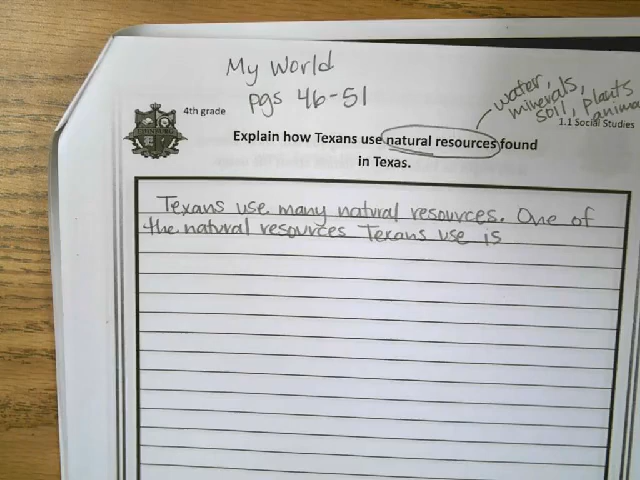 My World
pgs 46-51
water,
minerals,
soil, plants
4th grade
1.1 Social Studies
Explain how Texans use natural resources found
in Texas.
Texans use many natural resources. One of
the natural resources Texans use is